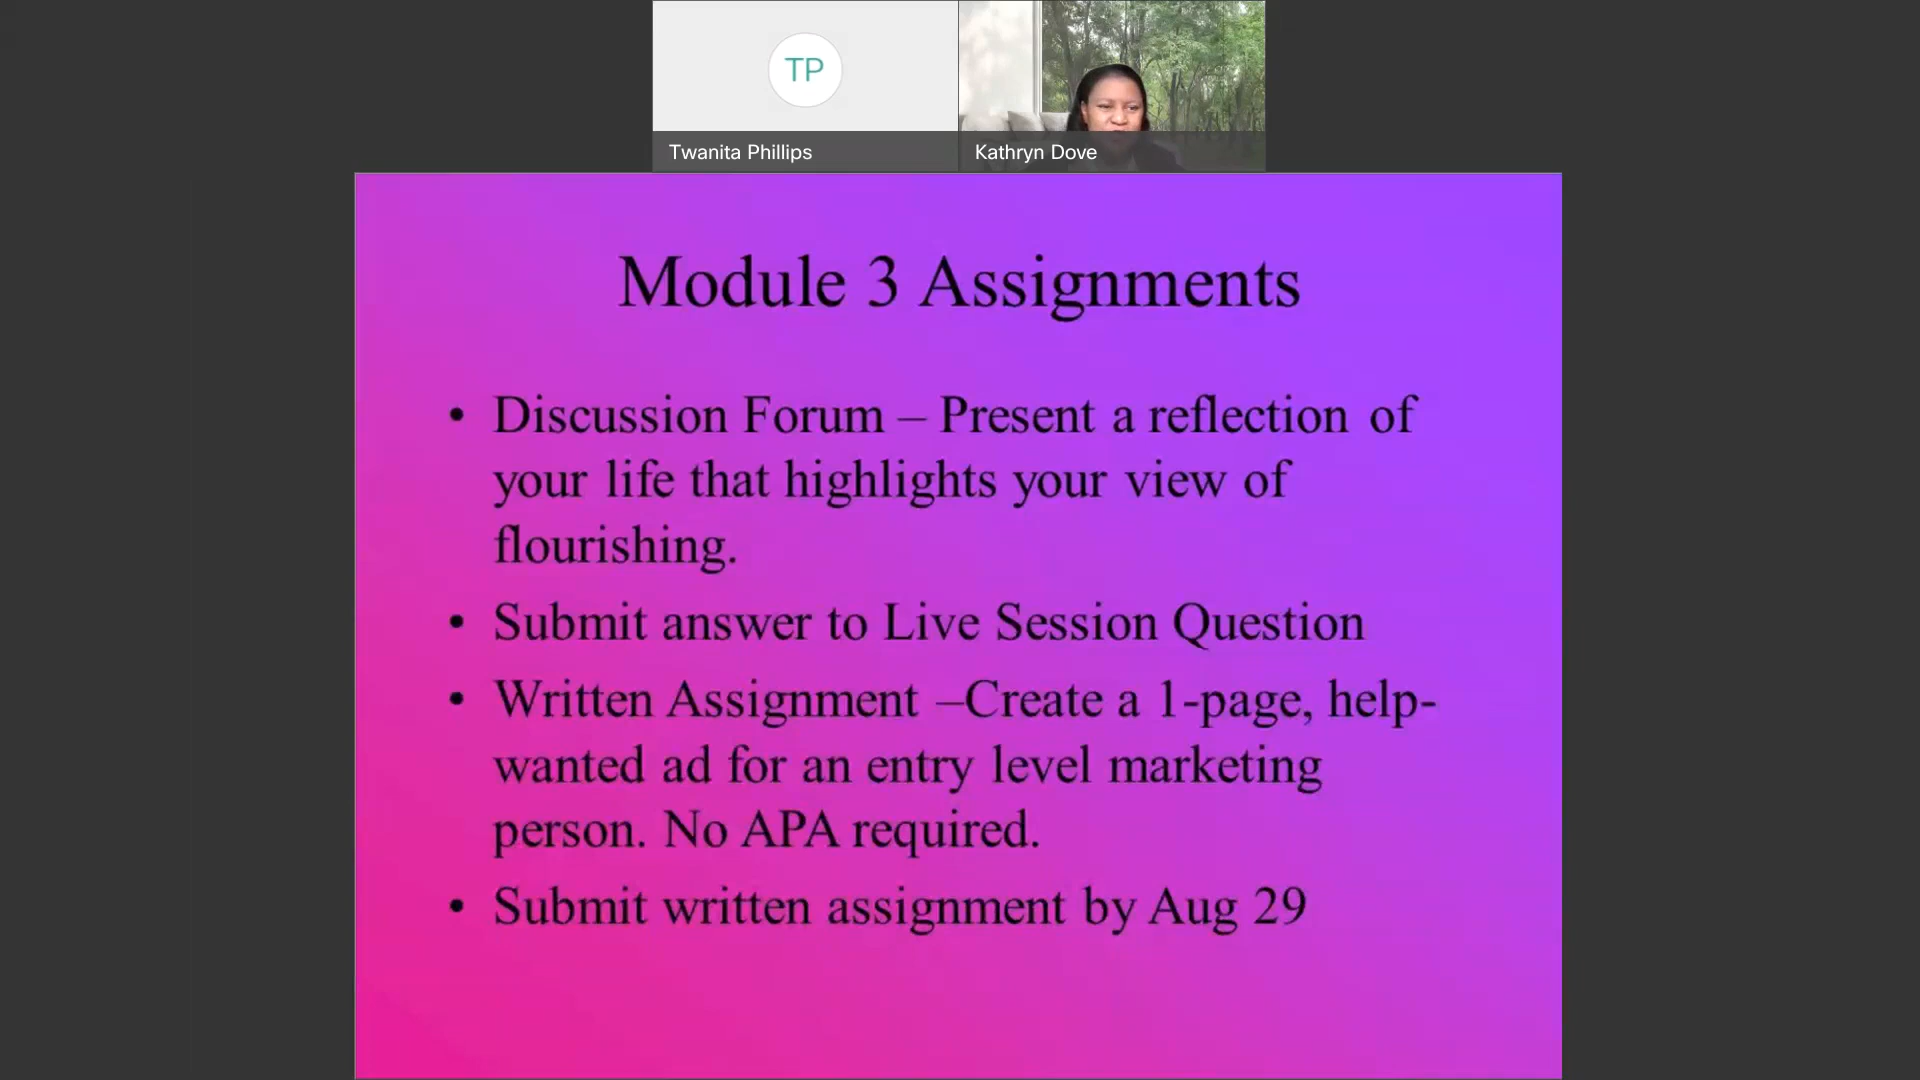 TP
Twanita Phillips
Kathryn Dove
Module 3 Assignments
• Discussion Forum – Present a reflection of
your life that highlights your view of
flourishing.
• Submit answer to Live Session Question
• Written Assignment –Create a 1-page, help-
wanted ad for an entry level marketing
person. No APA required.
• Submit written assignment by Aug 29